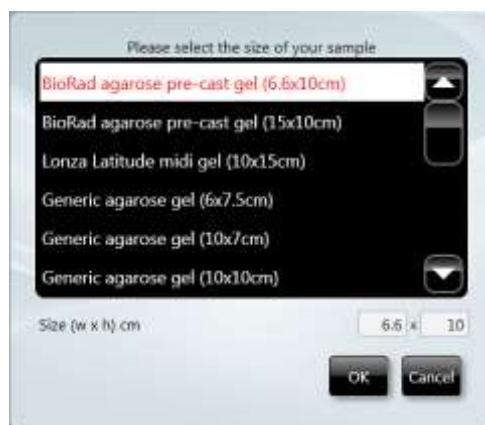 Please select the size of your sample
BioRad agarose pre-cast gel (6.6x10cm)
BioRad agarose pre-cast gel (15x10cm)
Lonza Latitude midi gel (10x15cm)
Generic agarose gel (6x7.5cm)
Generic agarose gel (10x7cm)
Generic agarose gel (10x10cm)
Size (w x h) cm 6.6 x 10
OK Cancel